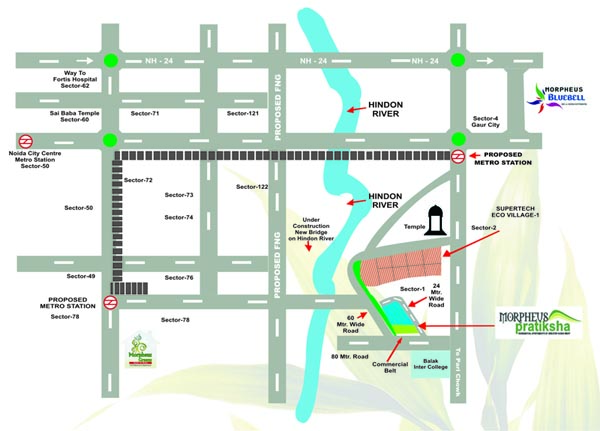 NH - 24
NH - 24
NH - 24
Way To
Fortis Hospital
Sector-62
PROPOSED FNG
MORPHEUS
BLUEBELL
HINDON
RIVER
Sai Baba Temple
Sector-60
Sector-71
Sector-121
Sector-4
Gaur City
Noida City Centre
Metro Station
Sector-50
PROPOSED
METRO STATION
Sector-72
Sector-122
Sector-73
Sector-50
Sector-74
HINDON
RIVER
SUPERTECH
ECO VILLAGE-1
Under
Construction
New Bridge
on Hindon River
Temple
Sector-2
PROPOSED FNG
Sector-49
Sector-76
Sector-1
24
Mtr.
Wide
Road
PROPOSED
METRO STATION
Sector-78
Sector-78
60
Mtr. Wide
Road
MORPHEUS
pratiksha
Morpheus
Greens
80 Mtr. Road
Commercial
Belt
Balak
Inter College
To Pari Chowk